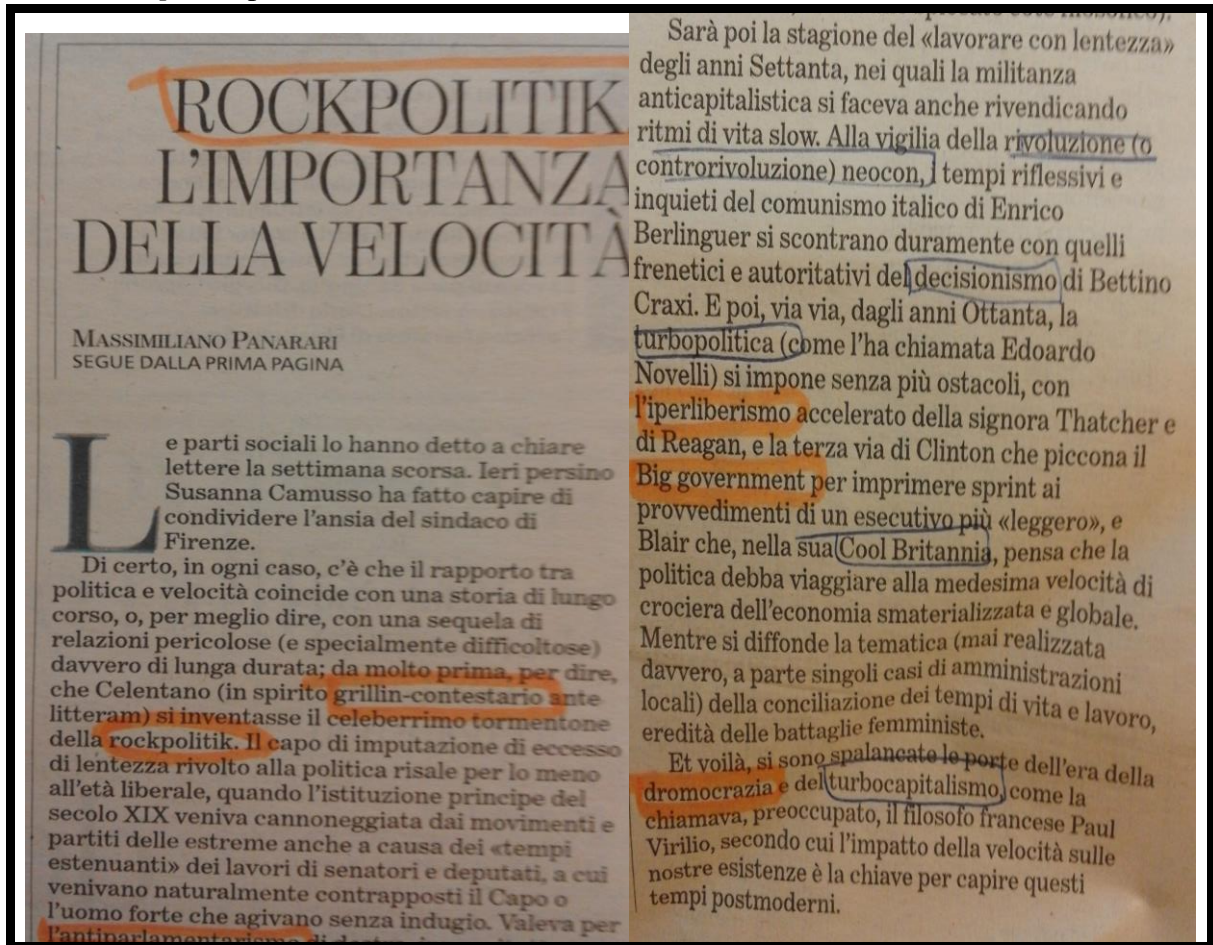 ROCKPOLITIK
L'IMPORTANZA
DELLA VELOCITÀ
MASSIMILIANO PANARARI
SEGUE DALLA PRIMA PAGINA
Le parti sociali lo hanno detto a chiare
lettere la settimana scorsa. Ieri persino
Susanna Camusso ha fatto capire di
condividere l'ansia del sindaco di
Firenze.
Di certo, in ogni caso, c'è che il rapporto tra
politica e velocità coincide con una storia di lungo
corso, o, per meglio dire, con una sequela di
relazioni pericolose (e specialmente difficoltose)
davvero di lunga durata; da molto prima, per dire,
che Celentano (in spirito grillin-contestario ante
litteram) si inventasse il celeberrimo tormentone
della rockpolitik. Il capo di imputazione di eccesso
di lentezza rivolto alla politica risale per lo meno
all'età liberale, quando l'istituzione principe del
secolo XIX veniva cannoneggiata dai movimenti e
partiti delle estreme anche a causa dei «tempi
estenuanti» dei lavori di senatori e deputati, a cui
venivano naturalmente contrapposti il Capo o
l'uomo forte che agivano senza indugio. Valeva per
l'antiparlamentarismo di destra
Sarà poi la stagione del «lavorare con lentezza»
degli anni Settanta, nei quali la militanza
anticapitalistica si faceva anche rivendicando
ritmi di vita slow. Alla vigilia della rivoluzione (o
controrivoluzione) neocon, i tempi riflessivi e
inquieti del comunismo italico di Enrico
Berlinguer si scontrano duramente con quelli
frenetici e autoritativi del decisionismo di Bettino
Craxi. E poi, via via, dagli anni Ottanta, la
turbopolitica (come l'ha chiamata Edoardo
Novelli) si impone senza più ostacoli, con
l'iperliberismo accelerato della signora Thatcher e
di Reagan, e la terza via di Clinton che piccona il
Big government per imprimere sprint ai
provvedimenti di un esecutivo più «leggero», e
Blair che, nella sua Cool Britannia, pensa che la
politica debba viaggiare alla medesima velocità di
crociera dell'economia smaterializzata e globale.
Mentre si diffonde la tematica (mai realizzata
davvero, a parte singoli casi di amministrazioni
locali) della conciliazione dei tempi di vita e lavoro,
eredità delle battaglie femministe.
Et voilà, si sono spalancate le porte dell'era della
dromocrazia e del turbocapitalismo, come la
chiamava, preoccupato, il filosofo francese Paul
Virilio, secondo cui l'impatto della velocità sulle
nostre esistenze è la chiave per capire questi
tempi postmoderni.